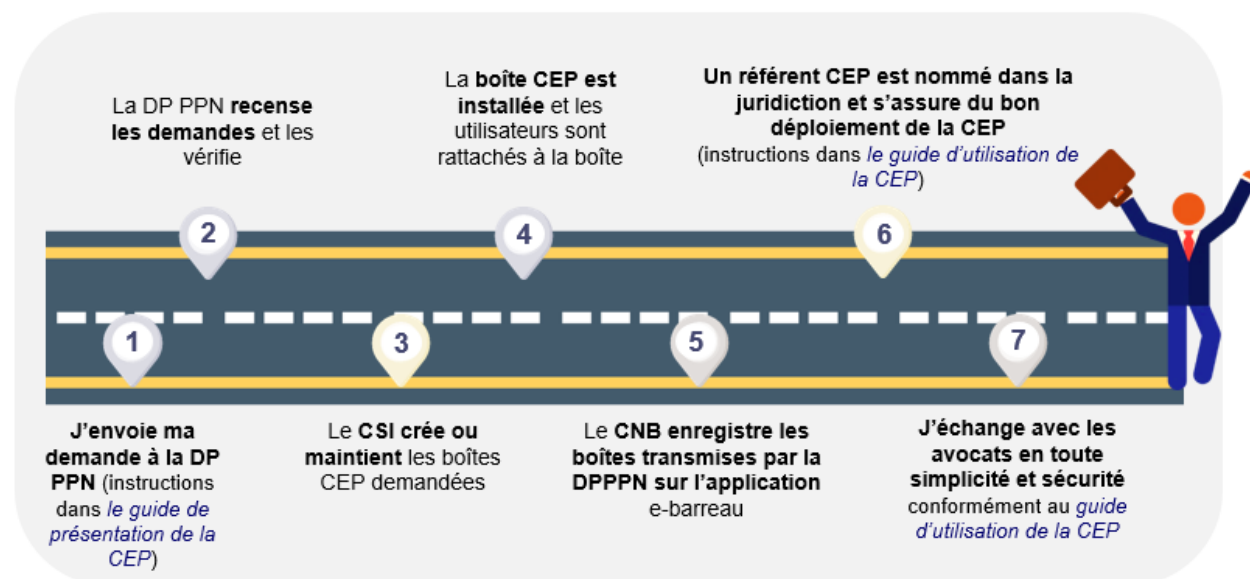 La DP PPN recense
les demandes et les
vérifie
La boîte CEP est
installée et les
utilisateurs sont
rattachés à la boîte
Un référent CEP est nommé dans la
juridiction et s’assure du bon
déploiement de la CEP
(instructions dans le guide d’utilisation de
la CEP)
2
4
6
1
3
5
7
J’envoie ma
demande à la DP
PPN (instructions
dans le guide de
présentation de la
CEP)
Le CSI crée ou
maintient les boîtes
CEP demandées
Le CNB enregistre les
boîtes transmises par la
DPPPN sur l’application
e-barreau
J’échange avec les
avocats en toute
simplicité et sécurité
conformément au guide
d’utilisation de la CEP